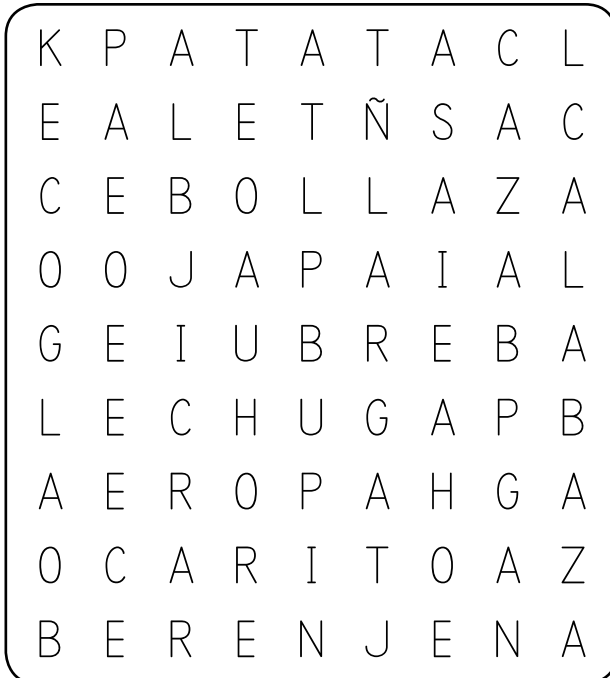 K P A T A T A C L
E A L E T Ñ S A C
C E B O L L A Z A
O O J A P A I A L
G E I U B R E B A
L E C H U G A P B
A E R O P A H G A
O C A R I T O A Z
B E R E N J E N A